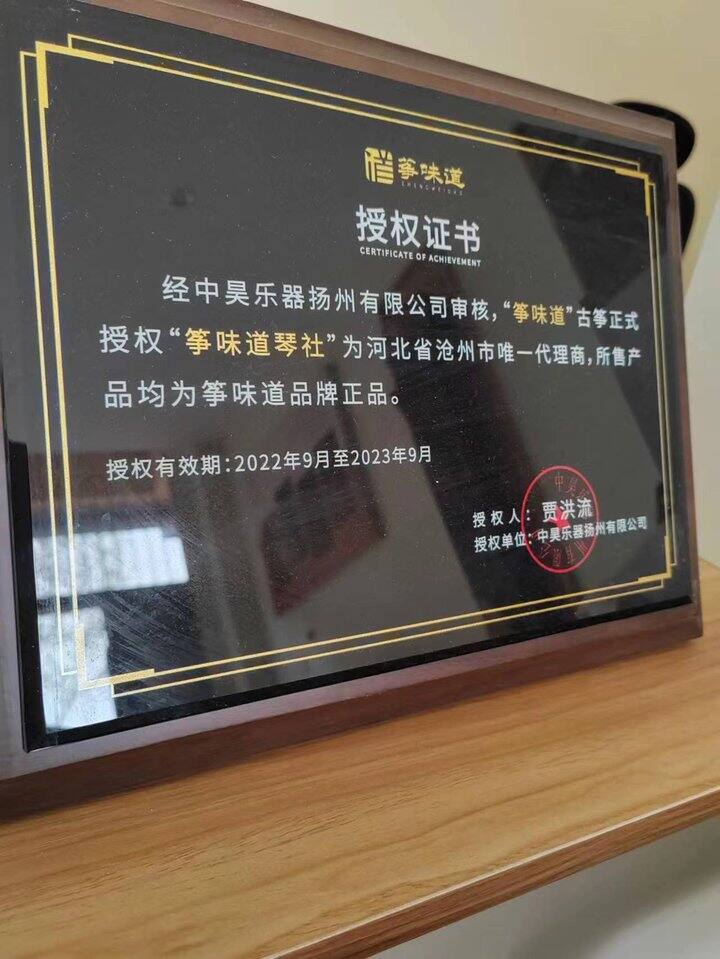 筝味道
SHENGWEIDAO
授权证书
CERTIFICATE OF ACHIEVEMENT
经中昊乐器扬州有限公司审核，“筝味道”古筝正式
授权“筝味道琴社”为河北省沧州市唯一代理商，所售产
品均为筝味道品牌正品。
授权有效期：2022年9月至2023年9月
授权人：贾洪流
授权单位：中昊乐器扬州有限公司